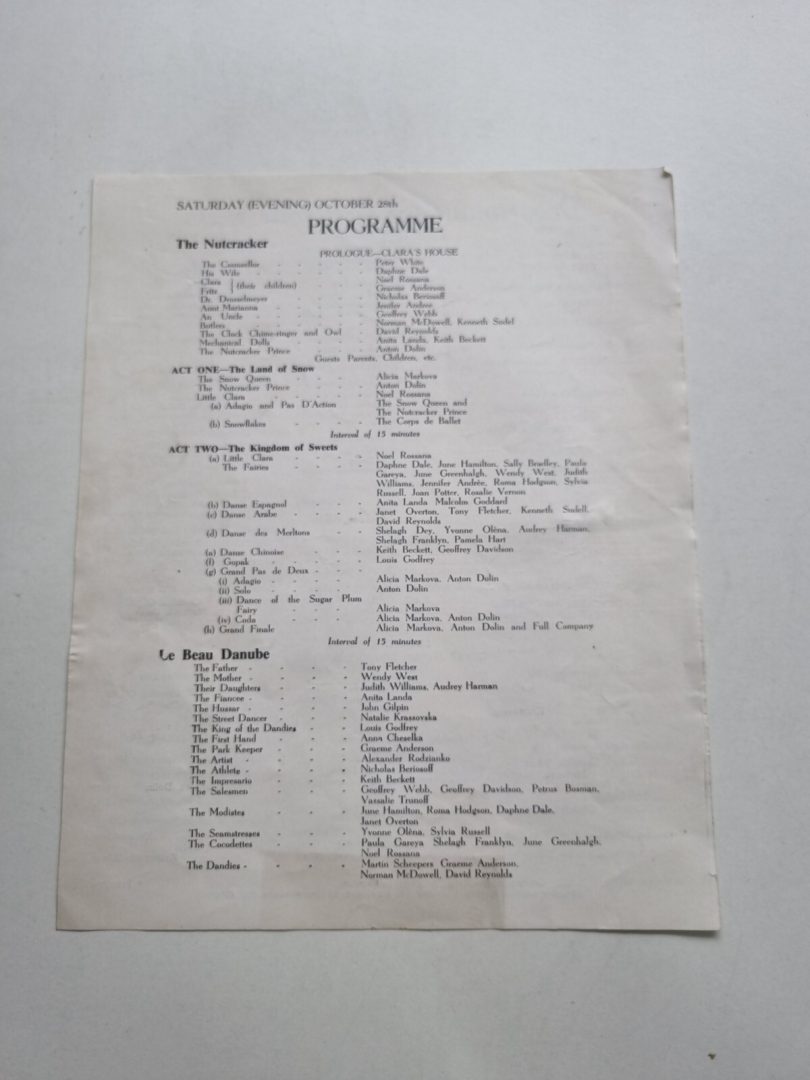 SATURDAY (EVENING) OCTOBER 28th
PROGRAMME
The Nutcracker
PROLOGUE—CLARA'S HOUSE
The Counsellor - - - - - Peter White
His Wife - - - - - Daphne Dale
Clara } (their children) - - - Noel Rossana
Fritz - - - Graeme Anderson
Dr. Drosselmeyer - - - - Nicholas Beriosoff
Aunt Marianna - - - - Jenifer Andrée
An Uncle - - - - - Geoffrey Webb
Butlers - - - - - Norman McDowell, Kenneth Sudel
The Clock Chime-ringer and Owl - David Reynolds
Mechanical Dolls - - - - Anita Landa, Keith Beckett
The Nutcracker Prince - - - Anton Dolin
Guests Parents, Children, etc.
ACT ONE—The Land of Snow
The Snow Queen - - - - Alicia Markova
The Nutcracker Prince - - - Anton Dolin
Little Clara - - - - - Noel Rossana
(a) Adagio and Pas D'Action The Snow Queen and
The Nutcracker Prince
(b) Snowflakes - - - - The Corps de Ballet
Interval of 15 minutes
ACT TWO—The Kingdom of Sweets
(a) Little Clara - - - - Noel Rossana
The Fairies - - - - Daphne Dale, June Hamilton, Sally Bradley, Paula
Gareya, June Greenhalgh, Wendy West, Judith
Williams, Jennifer Andrée, Roma Hodgson, Sylvia
Russell, Joan Potter, Rosalie Vernon
(b) Danse Espagnol - - - Anita Landa Malcolm Goddard
(c) Danse Arabe - - - - Janet Overton, Tony Fletcher, Kenneth Sudell,
David Reynolds
(d) Danse des Merltons - - Shelagh Dey, Yvonne Olèna, Audrey Harman,
Shelagh Franklyn, Pamela Hart
(a) Danse Chinoise - - - Keith Beckett, Geoffrey Davidson
(f) Gopak - - - - Louis Godfrey
(g) Grand Pas de Deux - - -
(i) Adagio - - - - Alicia Markova, Anton Dolin
(ii) Solo - - - - Anton Dolin
(iii) Dance of the Sugar Plum
Fairy - - - Alicia Markova
(iv) Coda - - - Alicia Markova, Anton Dolin
(h) Grand Finale Alicia Markova, Anton Dolin and Full Company
Interval of 15 minutes
Le Beau Danube
The Father - - - - Tony Fletcher
The Mother - - - - Wendy West
Their Daughters - - - Judith Williams, Audrey Harman
The Fiancee - - - - Anita Landa
The Hussar - - - - John Gilpin
The Street Dancer - - - Natalie Krassovska
The King of the Dandies - - Louis Godfrey
The First Hand - - - Anna Cheselka
The Park Keeper - - - Graeme Anderson
The Artist - - - - Alexander Rodzianko
The Athlete - - - - Nicholas Beriosoff
The Impresario - - - Keith Beckett
The Salesmen - - - Geoffrey Webb, Geoffrey Davidson, Petrus Bosman,
Vassalie Trunoff
The Modistes - - - June Hamilton, Roma Hodgson, Daphne Dale,
Janet Overton
The Seamstresses - - - Yvonne Olèna, Sylvia Russell
The Cocodettes - - - Paula Gareya Shelagh Franklyn, June Greenhalgh,
Noel Rossana
The Dandies - - - - Martin Scheepers Graeme Anderson,
Norman McDowell, David Reynolds